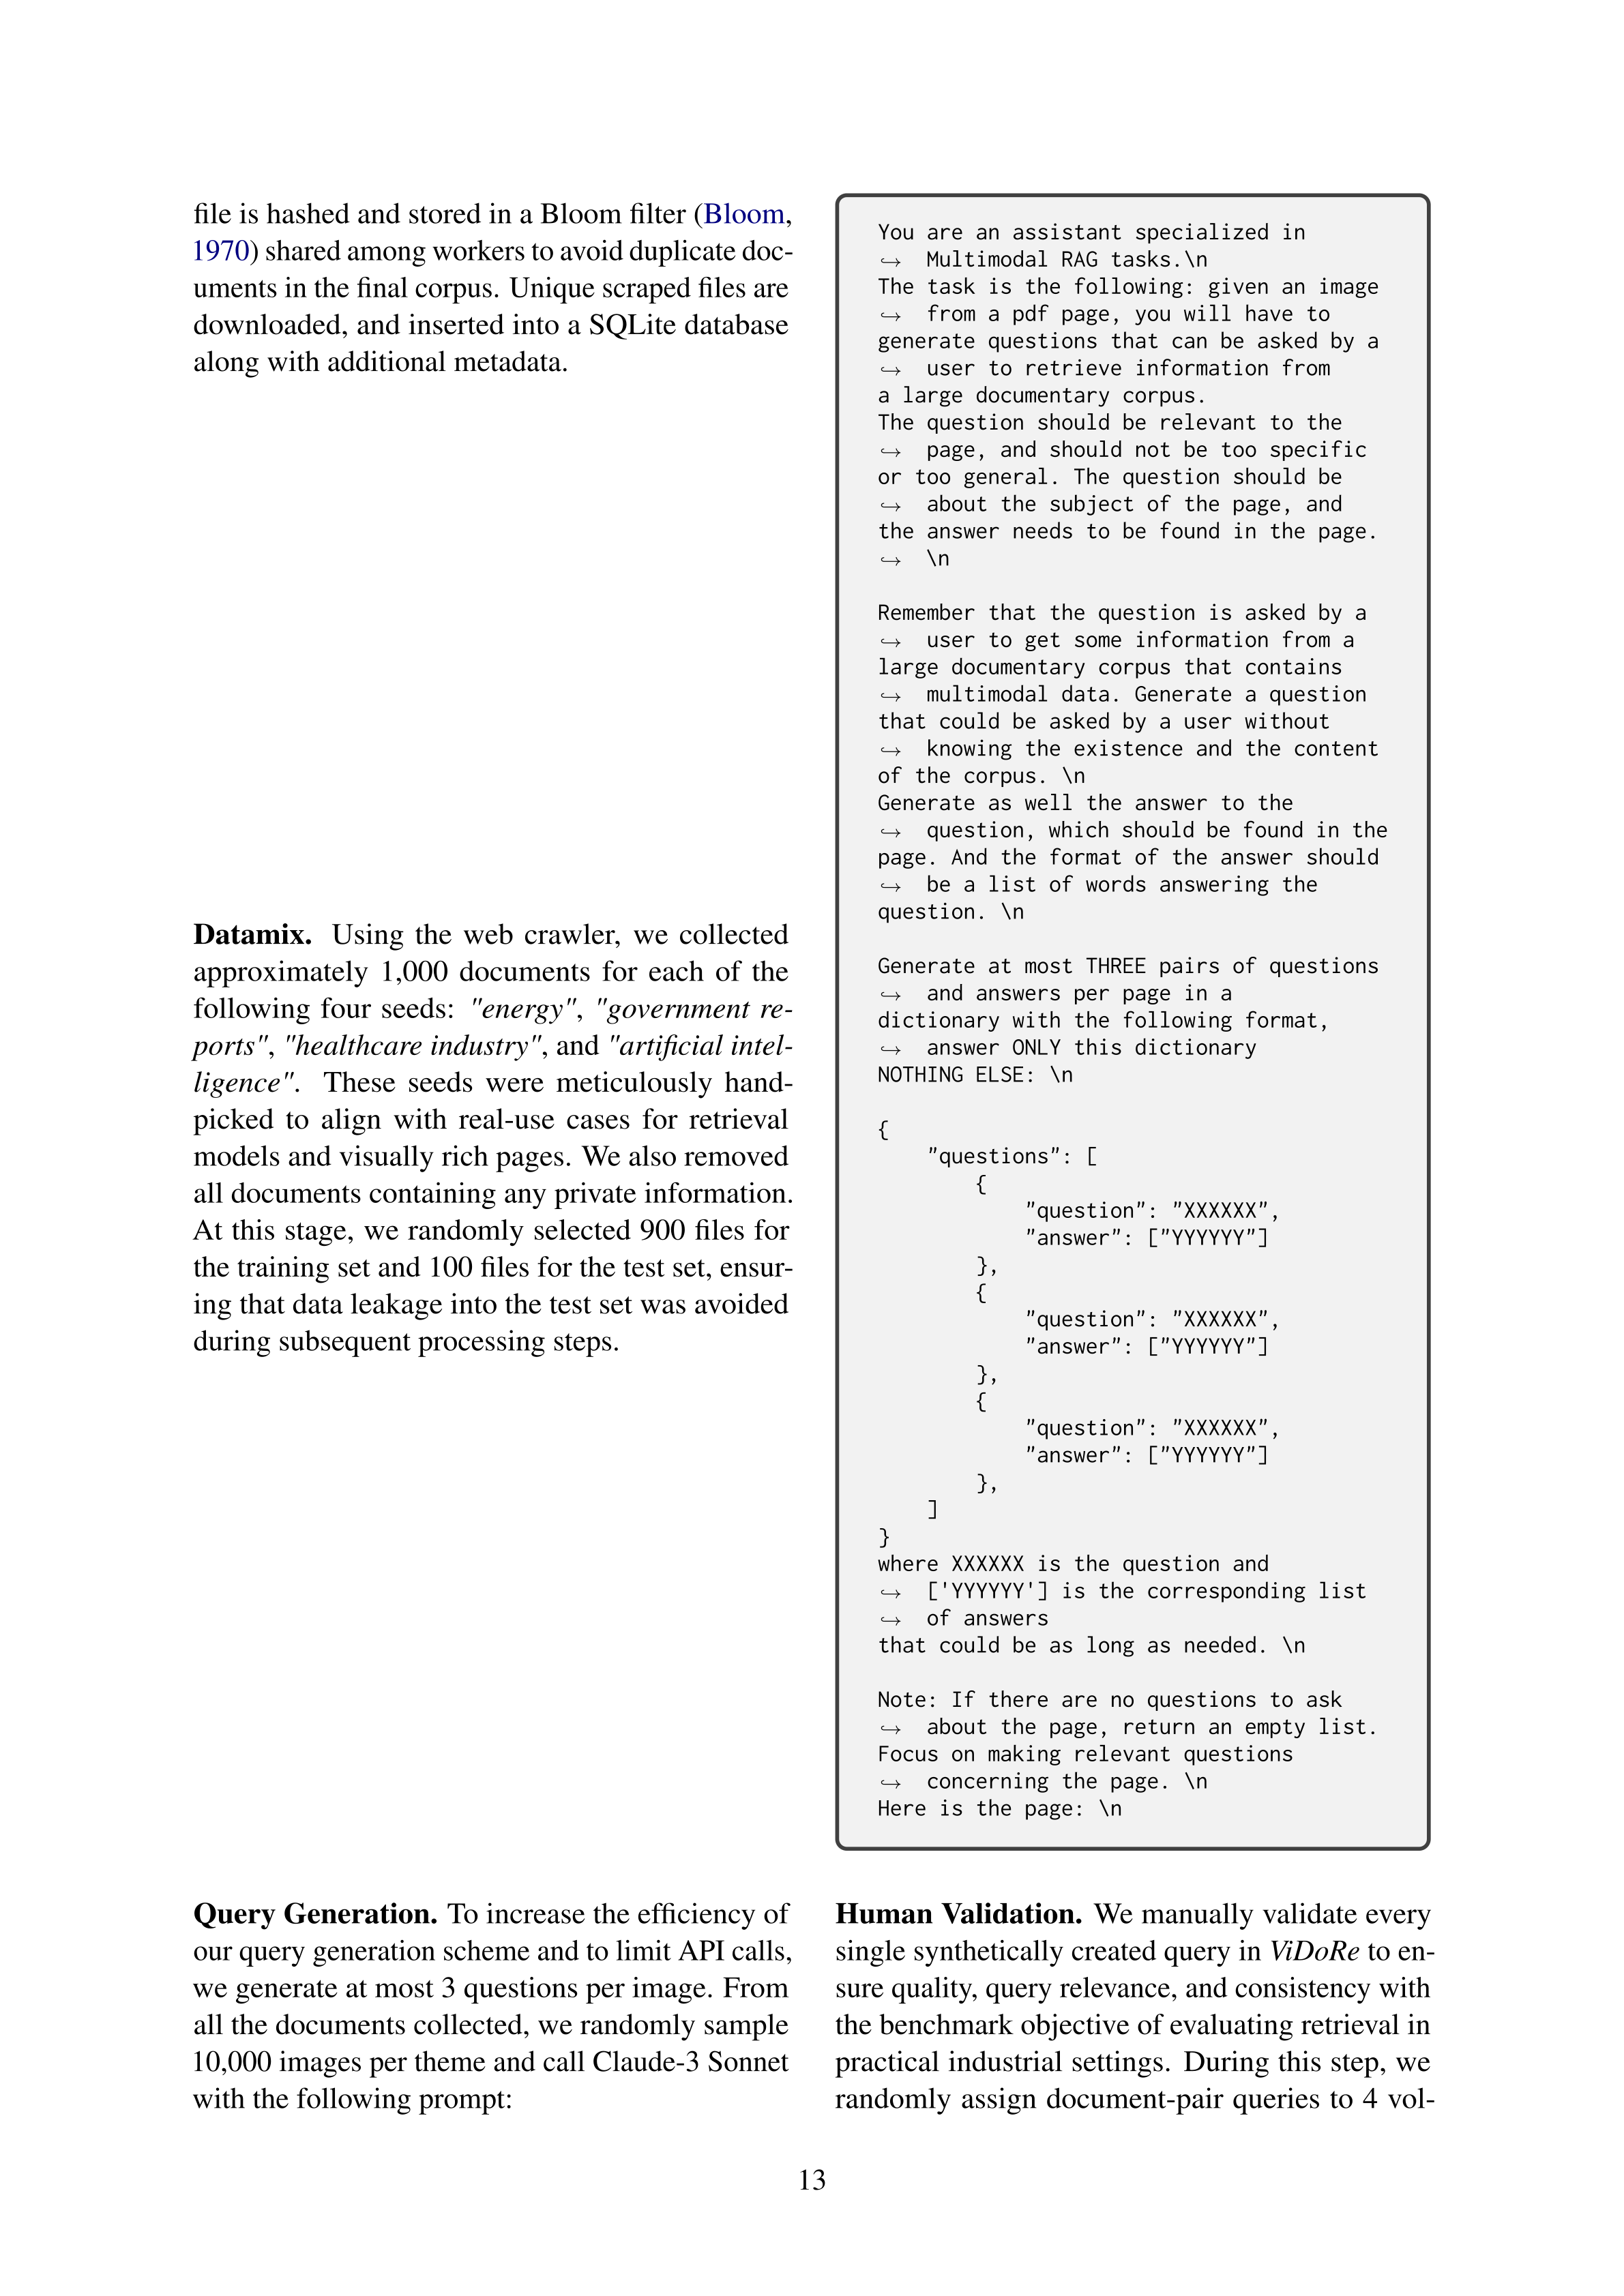 file is hashed and stored in a Bloom filter (Bloom,
1970) shared among workers to avoid duplicate doc-
uments in the final corpus. Unique scraped files are
downloaded, and inserted into a SQLite database
along with additional metadata.
Datamix. Using the web crawler, we collected
approximately 1,000 documents for each of the
following four seeds: "energy", "government re-
ports", "healthcare industry", and "artificial intel-
ligence". These seeds were meticulously hand-
picked to align with real-use cases for retrieval
models and visually rich pages. We also removed
all documents containing any private information.
At this stage, we randomly selected 900 files for
the training set and 100 files for the test set, ensur-
ing that data leakage into the test set was avoided
during subsequent processing steps.
Query Generation. To increase the efficiency of
our query generation scheme and to limit API calls,
we generate at most 3 questions per image. From
all the documents collected, we randomly sample
10,000 images per theme and call Claude-3 Sonnet
with the following prompt:
You are an assistant specialized in
↪ Multimodal RAG tasks.\n
The task is the following: given an image
↪ from a pdf page, you will have to
generate questions that can be asked by a
↪ user to retrieve information from
a large documentary corpus.
The question should be relevant to the
↪ page, and should not be too specific
or too general. The question should be
↪ about the subject of the page, and
the answer needs to be found in the page.
↪ \n
Remember that the question is asked by a
↪ user to get some information from a
large documentary corpus that contains
↪ multimodal data. Generate a question
that could be asked by a user without
↪ knowing the existence and the content
of the corpus. \n
Generate as well the answer to the
↪ question, which should be found in the
page. And the format of the answer should
↪ be a list of words answering the
question. \n
Generate at most THREE pairs of questions
↪ and answers per page in a
dictionary with the following format,
↪ answer ONLY this dictionary
NOTHING ELSE: \n
{
    "questions": [
        {
            "question": "XXXXXX",
            "answer": ["YYYYYY"]
        },
        {
            "question": "XXXXXX",
            "answer": ["YYYYYY"]
        },
        {
            "question": "XXXXXX",
            "answer": ["YYYYYY"]
        },
    ]
}
where XXXXXX is the question and
↪ ['YYYYYY'] is the corresponding list
↪ of answers
that could be as long as needed. \n
Note: If there are no questions to ask
↪ about the page, return an empty list.
Focus on making relevant questions
↪ concerning the page. \n
Here is the page: \n
Human Validation. We manually validate every
single synthetically created query in ViDoRe to en-
sure quality, query relevance, and consistency with
the benchmark objective of evaluating retrieval in
practical industrial settings. During this step, we
randomly assign document-pair queries to 4 vol-
13